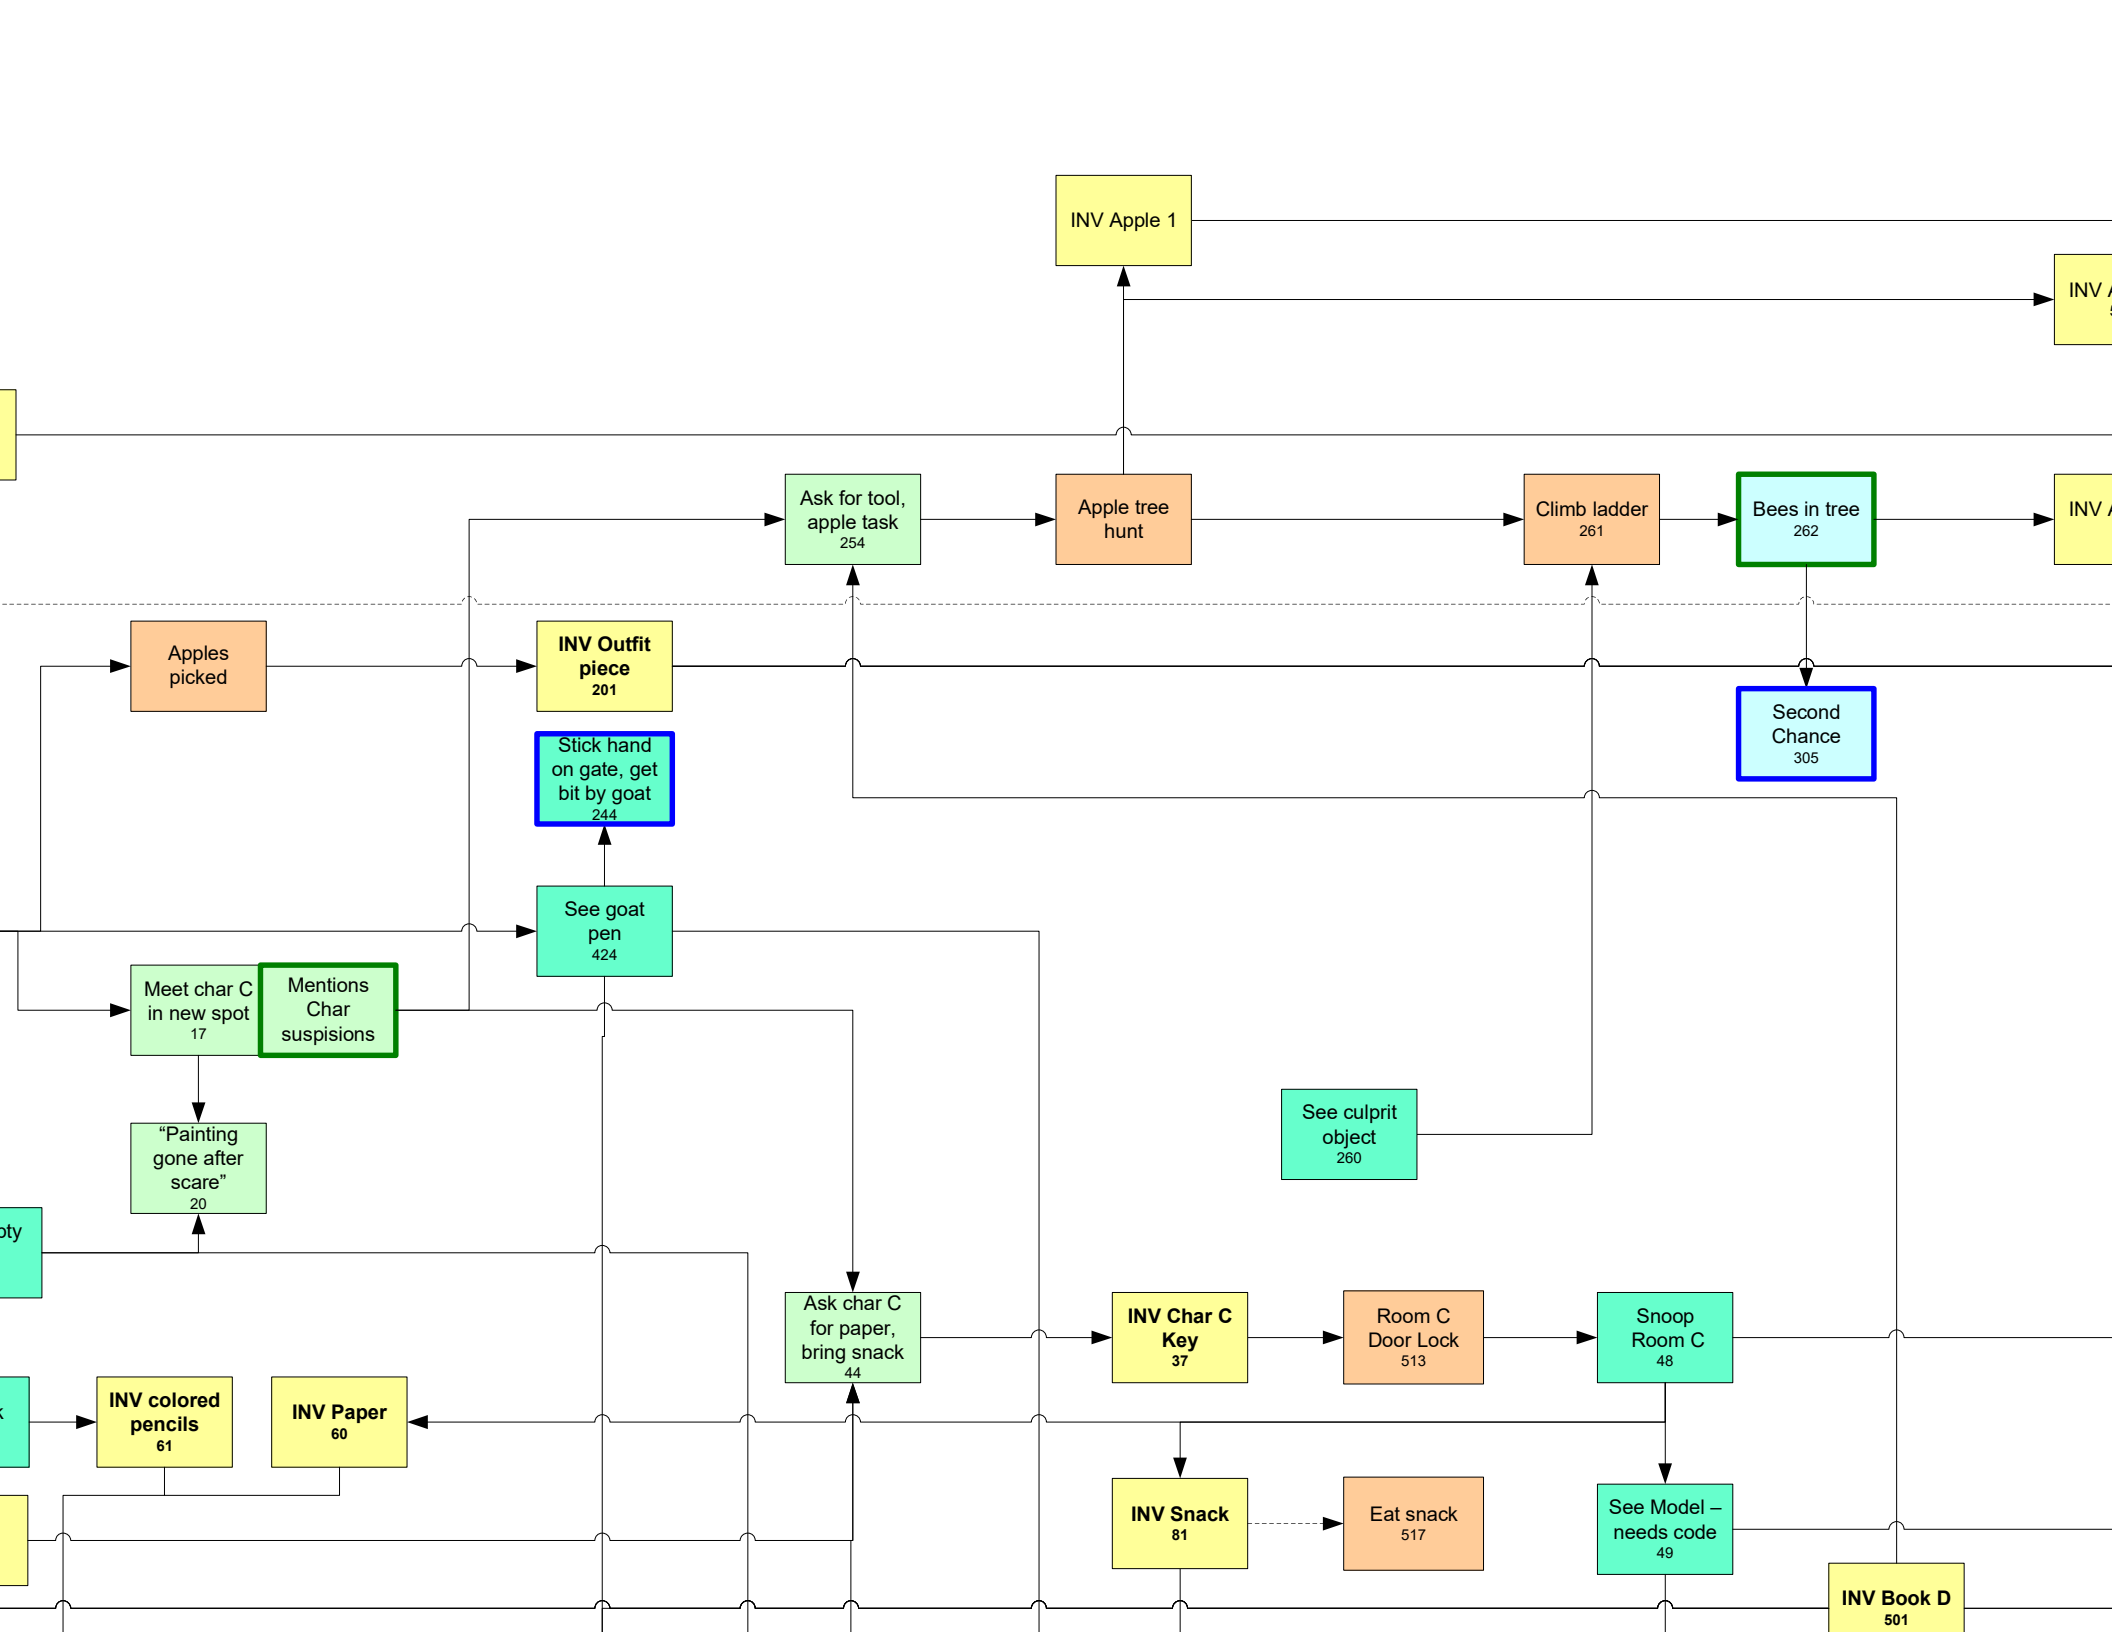 INV Apple 1
INV
Ask for tool,
apple task
254
Apple tree
hunt
Climb ladder
261
Bees in tree
262
INV
Apples
picked
INV Outfit
piece
201
Second
Chance
305
Stick hand
on gate, get
bit by goat
244
See goat
pen
424
Meet char C
in new spot
17
Mentions
Char
suspisions
See culprit
object
260
“Painting
gone after
scare”
20
Ask char C
for paper,
bring snack
44
INV Char C
Key
37
Room C
Door Lock
513
Snoop
Room C
48
INV colored
pencils
61
INV Paper
60
INV Snack
81
Eat snack
517
See Model –
needs code
49
INV Book D
501